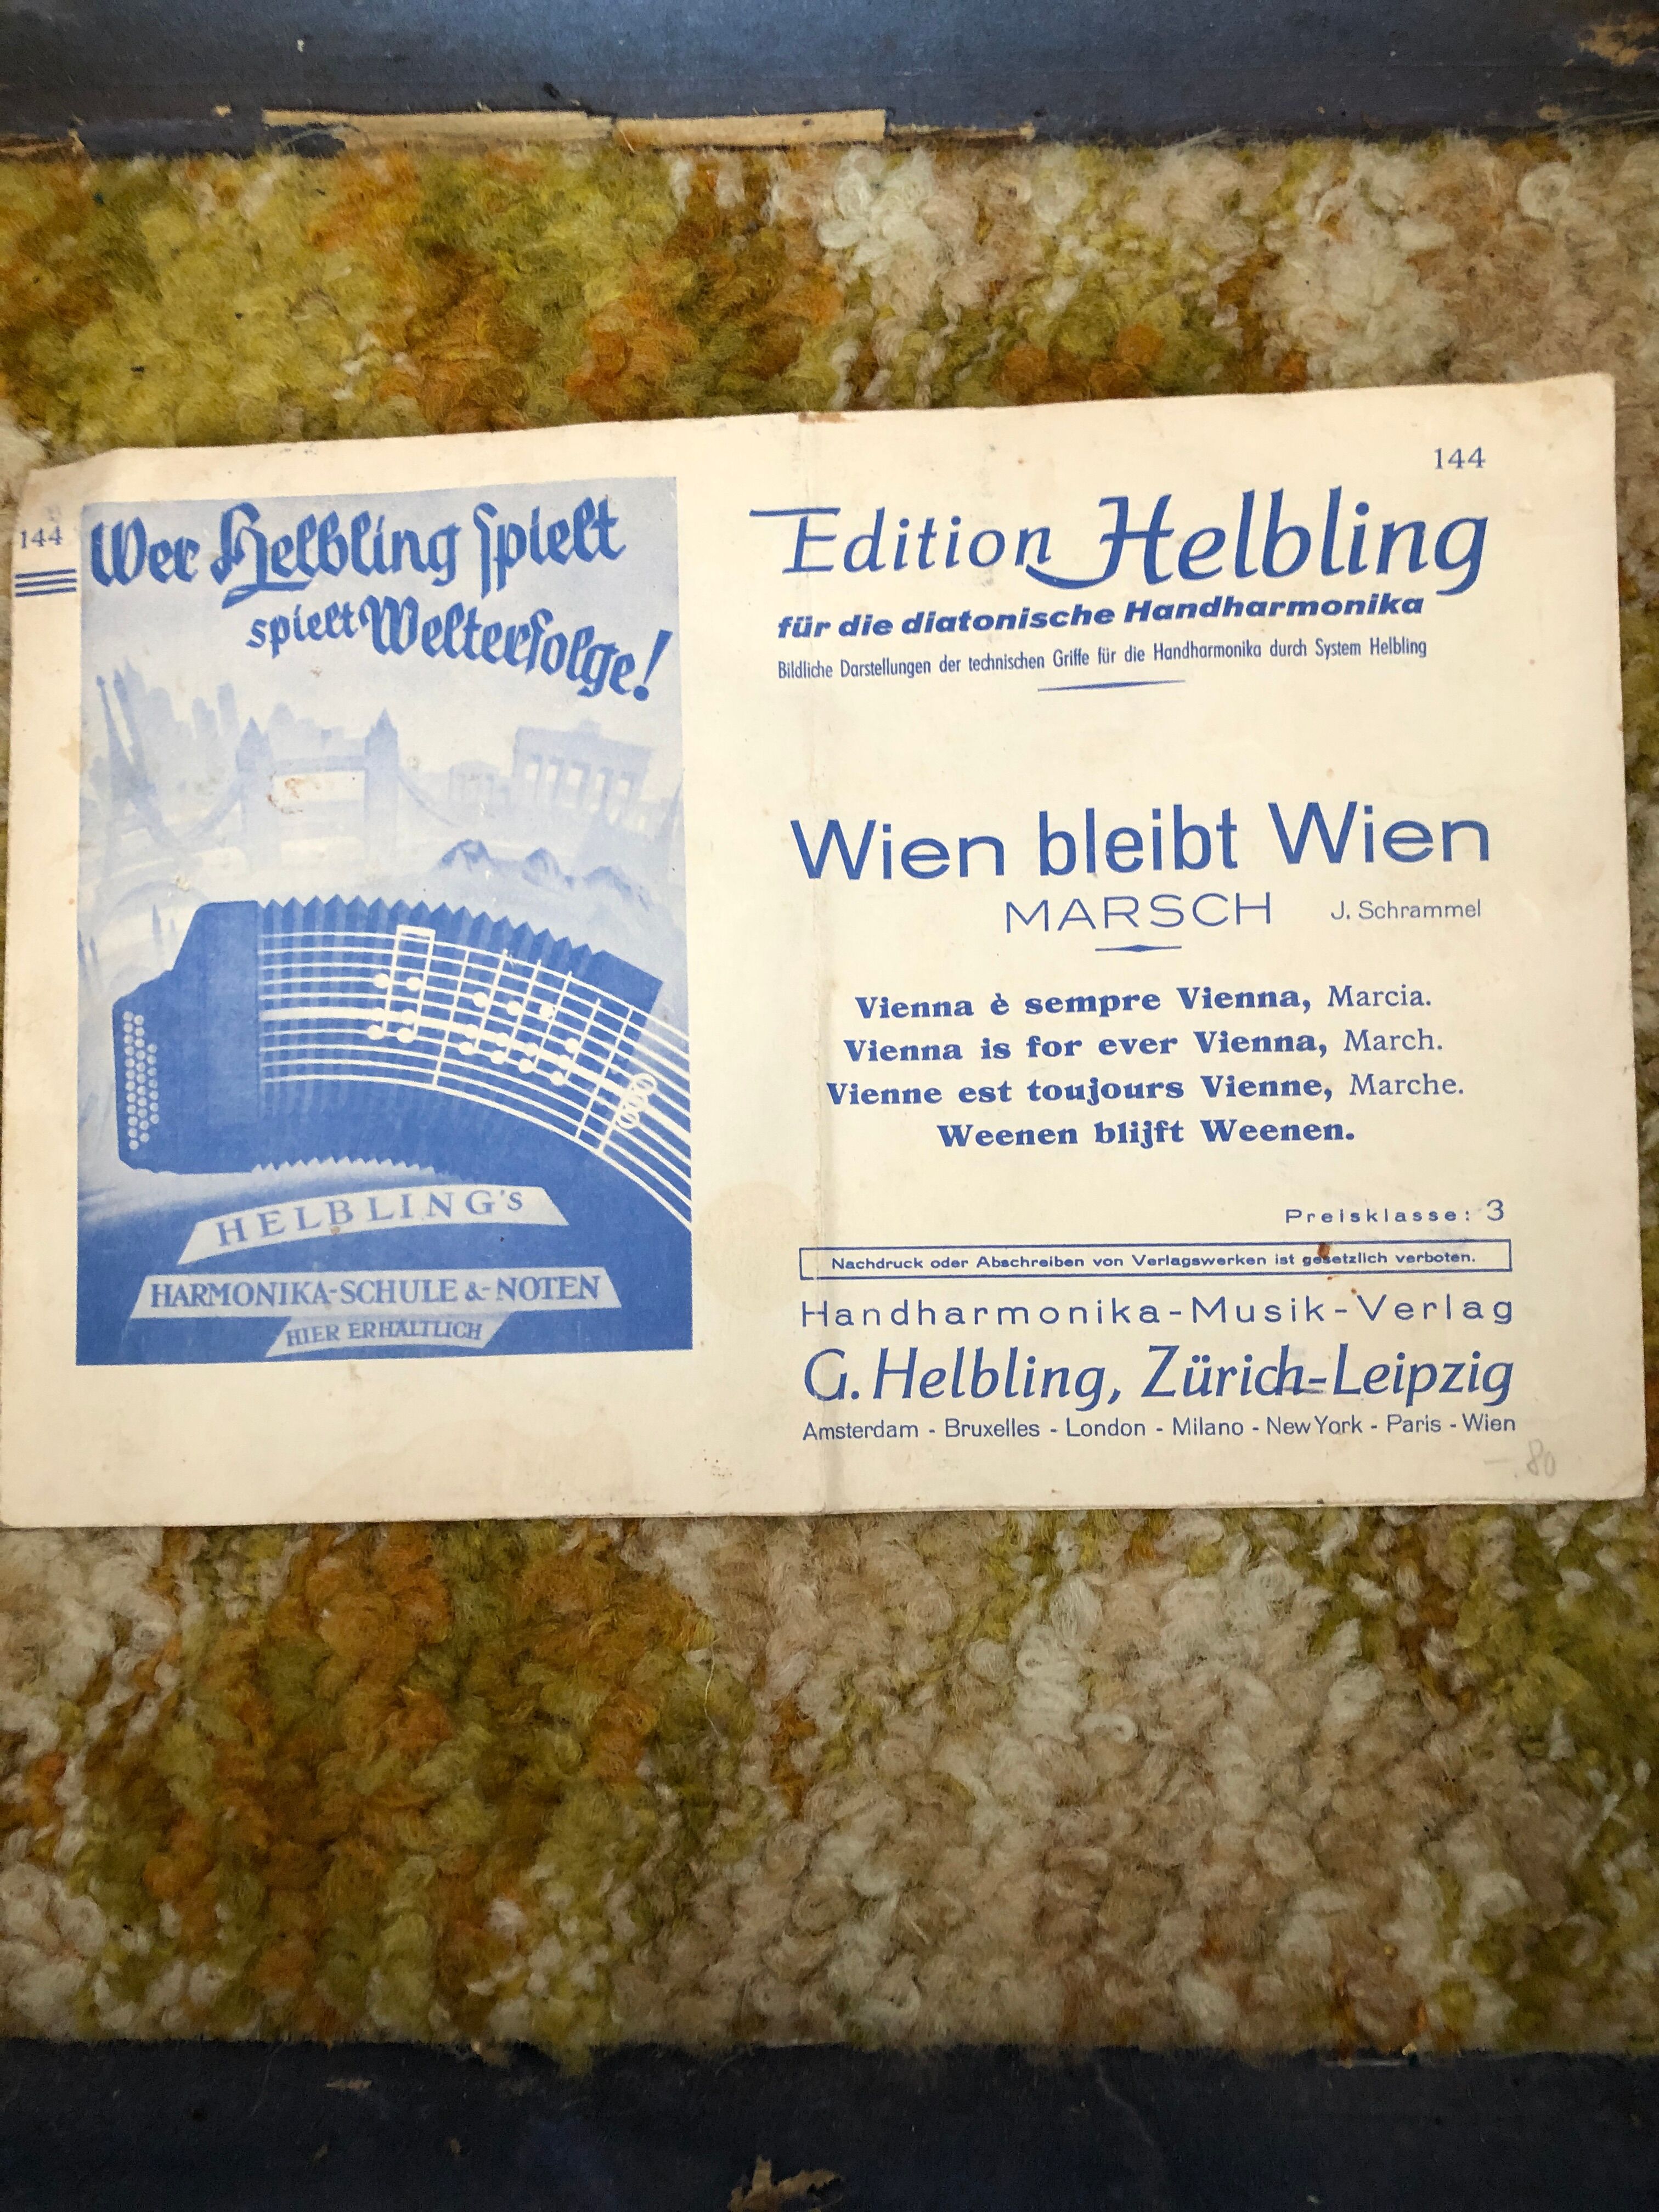 144
Wer Helbling spielt
spielt Welterfolge!
HELBLING'S
HARMONIKA-SCHULE & NOTEN
HIER ERHÄLTLICH
144
Edition Helbling
für die diatonische Handharmonika
Bildliche Darstellungen der technischen Griffe für die Handharmonika durch System Helbling
Wien bleibt Wien
MARSCH J. Schrammel
Vienna è sempre Vienna, Marcia.
Vienna is for ever Vienna, March.
Vienne est toujours Vienne, Marche.
Weenen blijft Weenen.
Preisklasse: 3
Nachdruck oder Abschreiben von Verlagswerken ist gesetzlich verboten.
Handharmonika-Musik-Verlag
G. Helbling, Zürich-Leipzig
Amsterdam - Bruxelles - London - Milano - New York - Paris - Wien
-.80